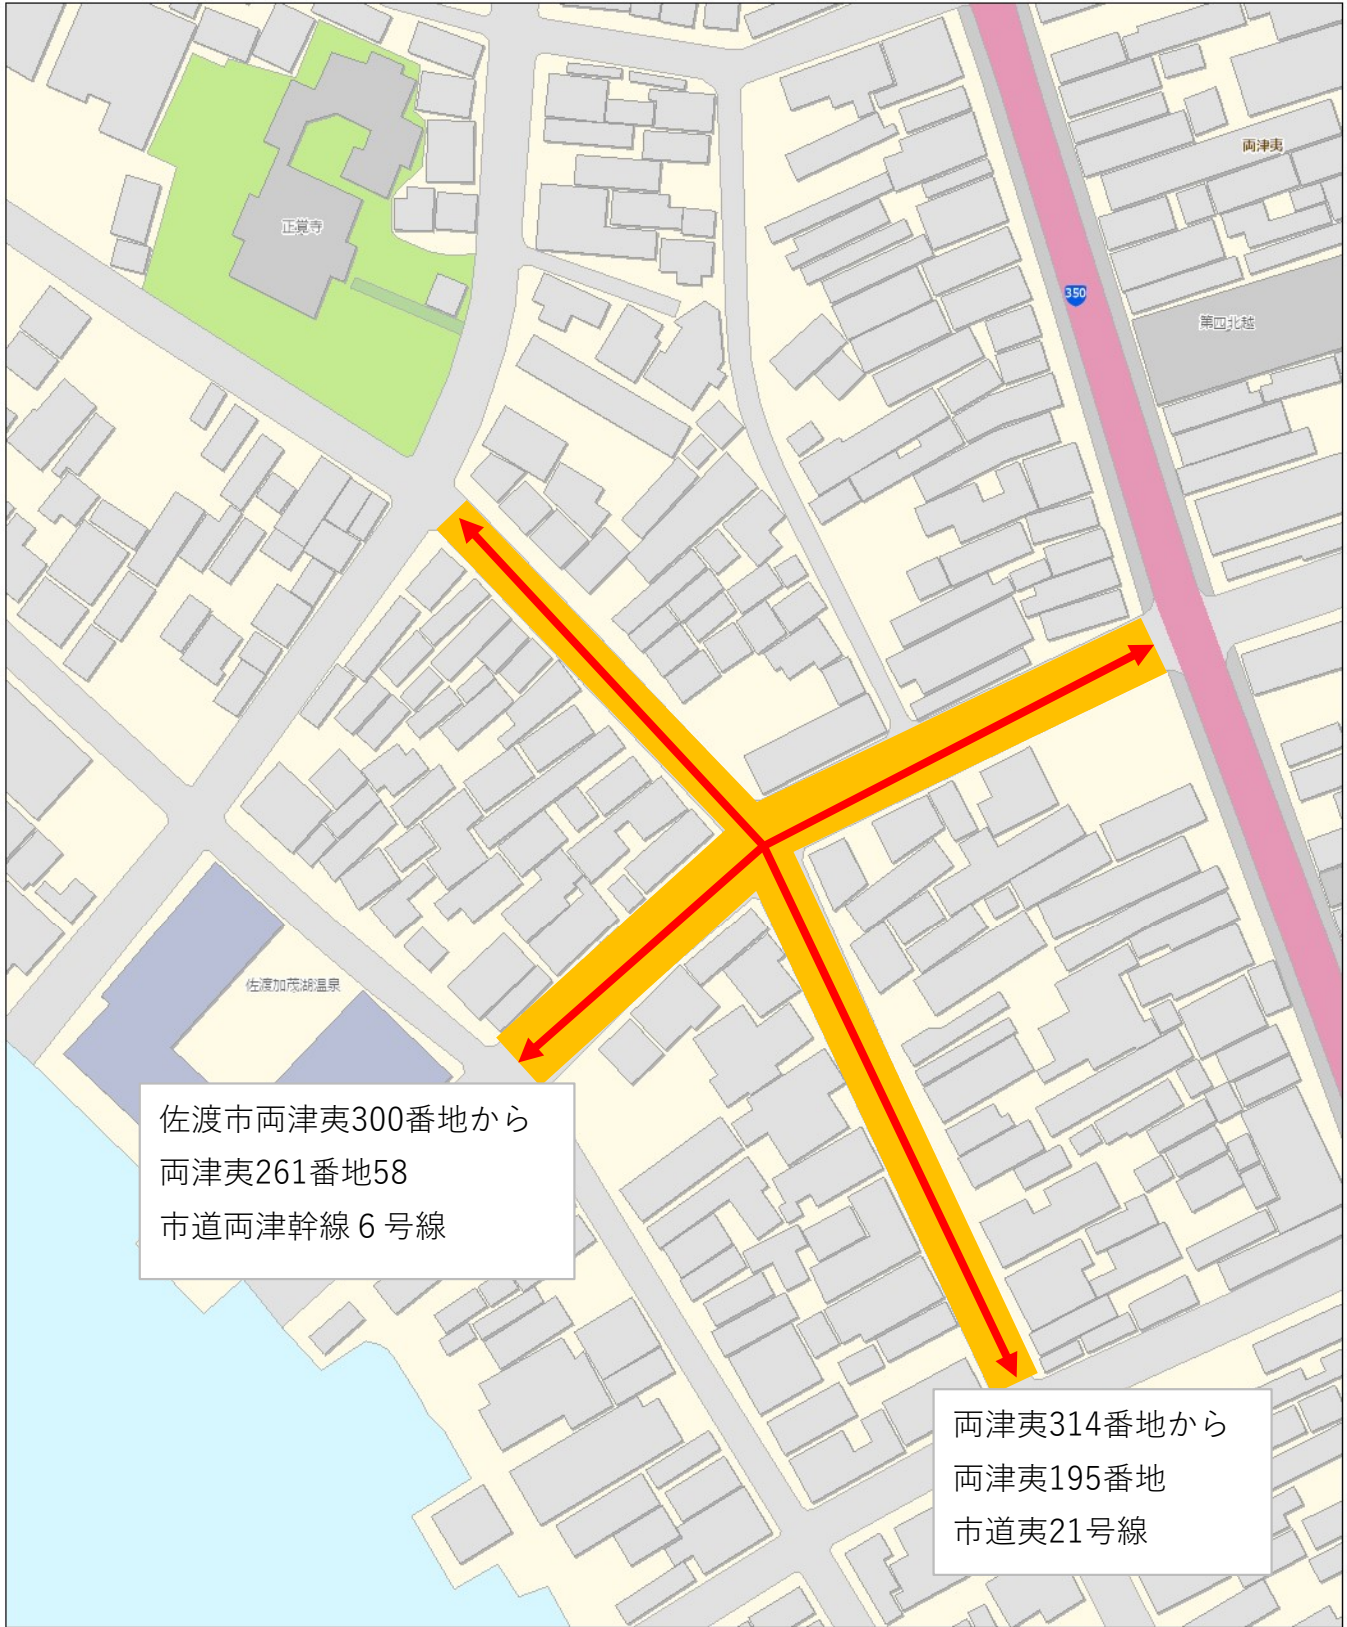 両津夷
正覚寺
350
第四北越
佐渡加茂湖温泉
佐渡市両津夷300番地から
両津夷261番地58
市道両津幹線６号線
両津夷314番地から
両津夷195番地
市道夷21号線